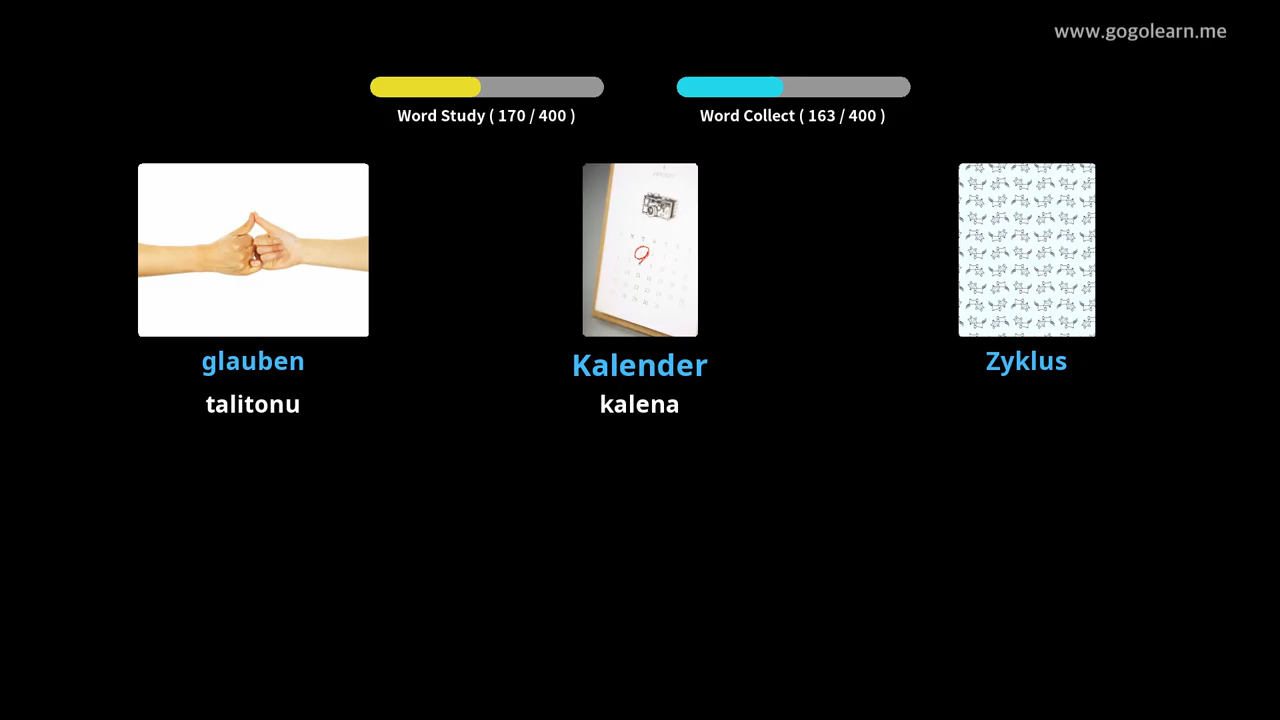 www.gogolearn.me
Word Study ( 170 / 400 )
Word Collect ( 163 / 400 )
glauben
Kalender
Zyklus
talitonu
kalena